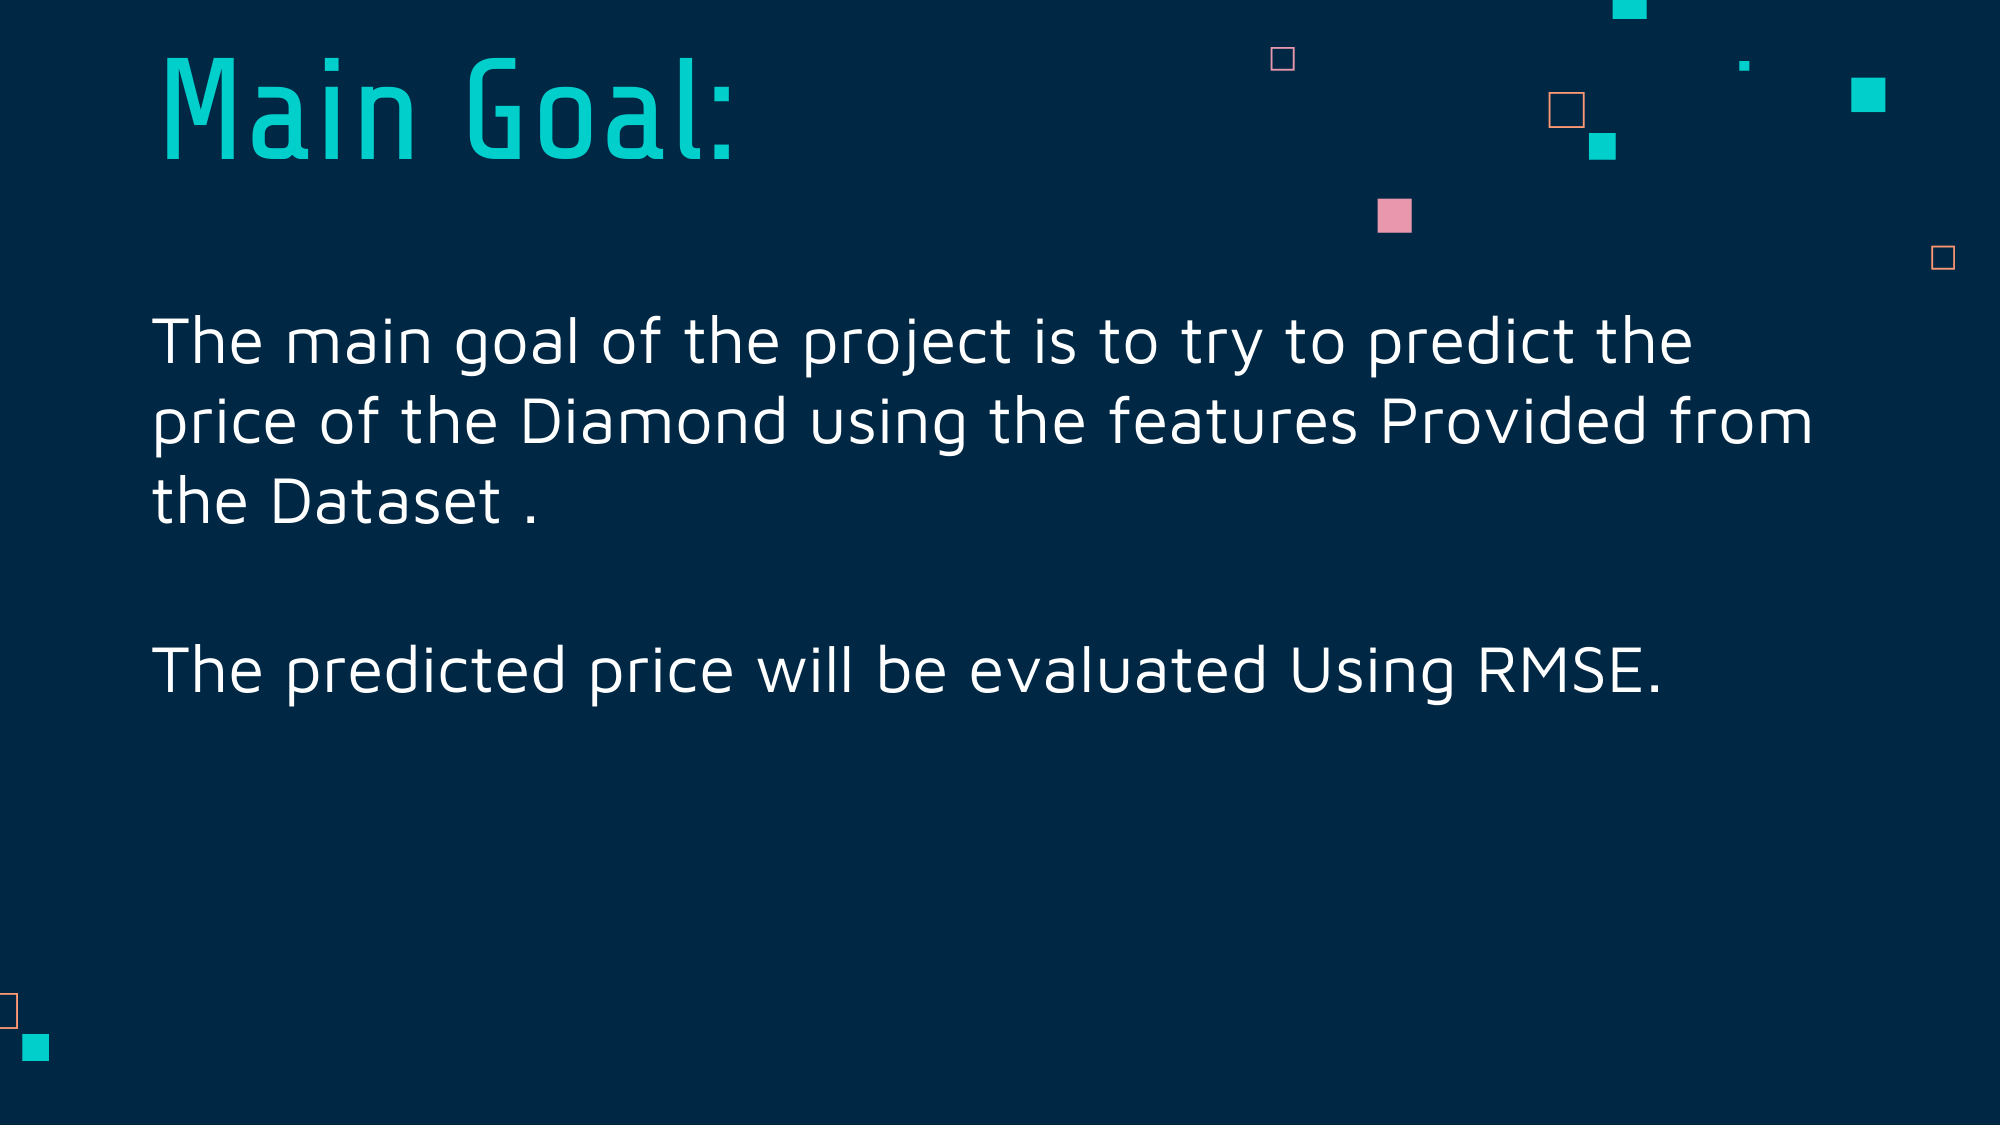 Main Goal:
The main goal of the project is to try to predict the
price of the Diamond using the features Provided from
the Dataset .
The predicted price will be evaluated Using RMSE.